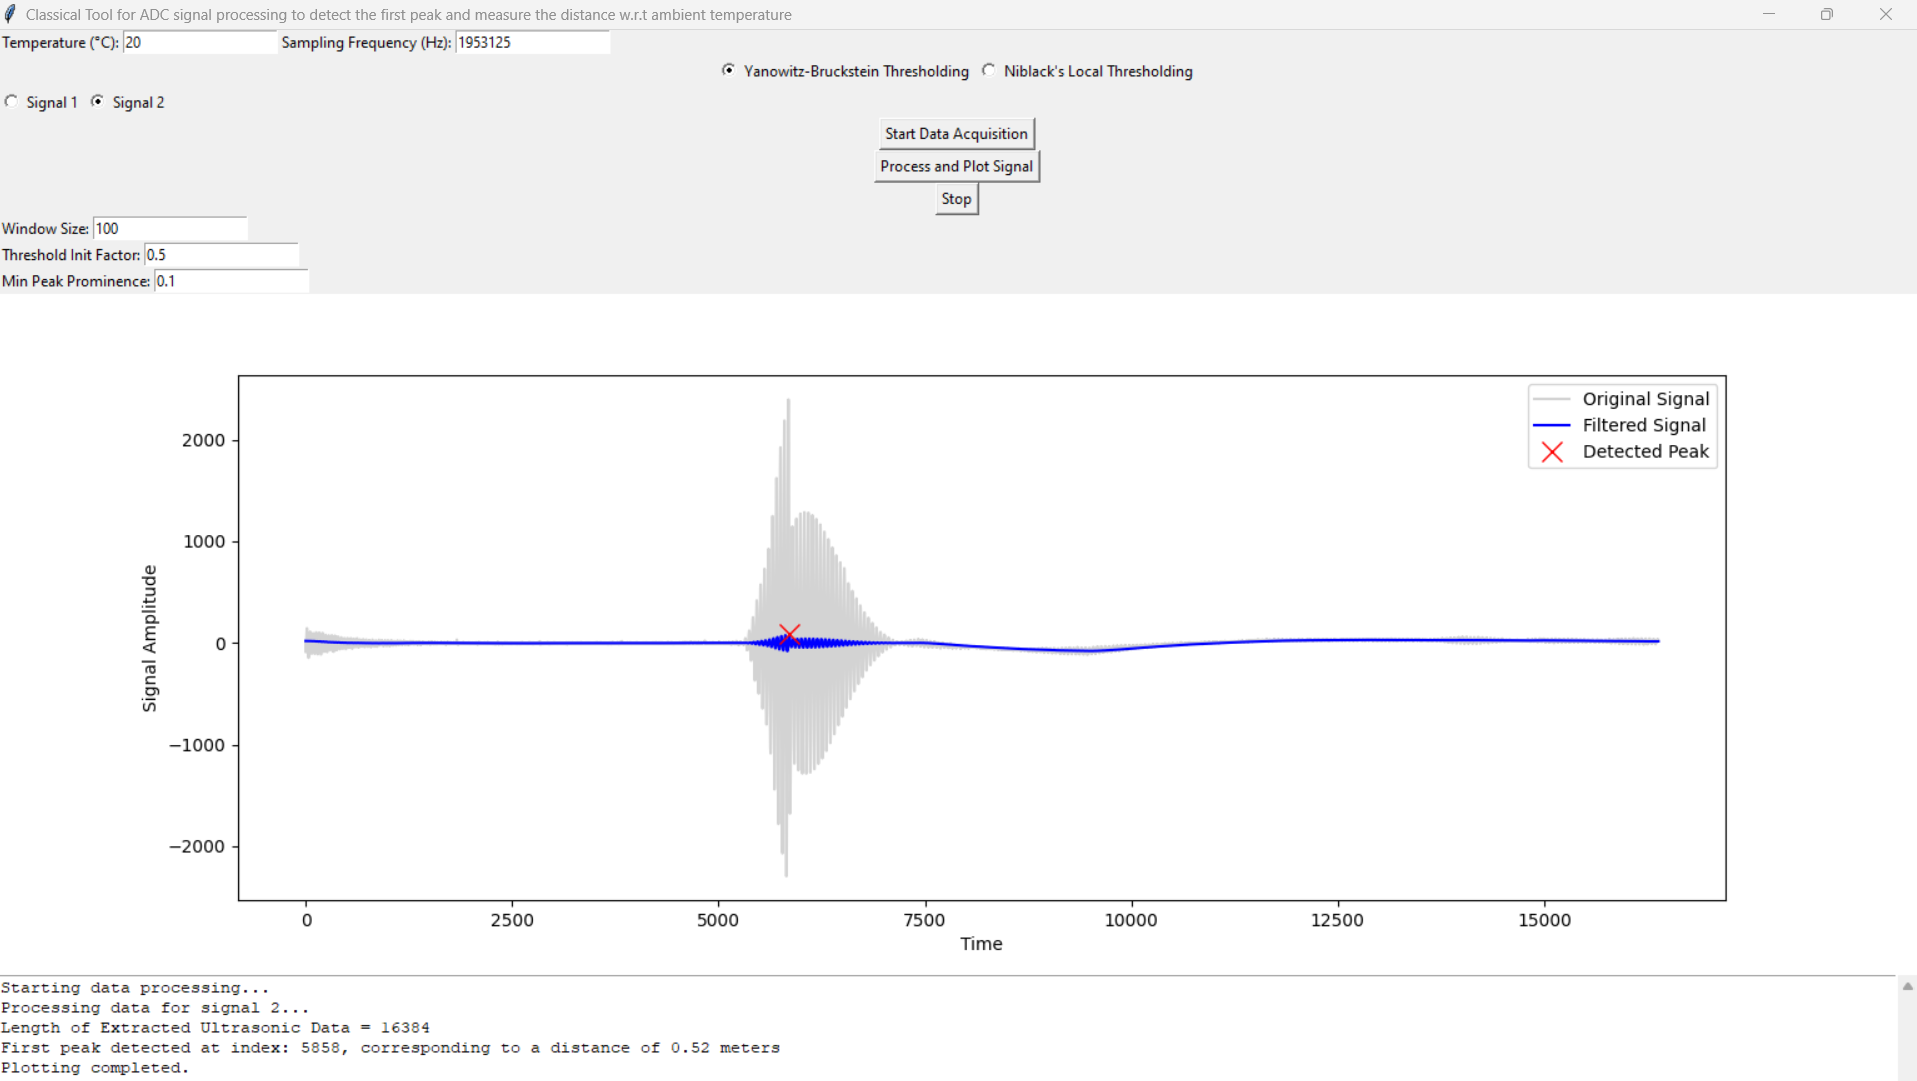 Classical Tool for ADC signal processing to detect the first peak and measure the distance w.r.t ambient temperature
Temperature (°C): 20 Sampling Frequency (Hz): 1953125
Yanowitz-Bruckstein Thresholding Niblack's Local Thresholding
Signal 1 Signal 2
Start Data Acquisition
Process and Plot Signal
Stop
Window Size: 100
Threshold Init Factor: 0.5
Min Peak Prominence: 0.1
Original Signal
Filtered Signal
Detected Peak
2000
1000
0
−1000
−2000
Signal Amplitude
0 2500 5000 7500 10000 12500 15000
Time
Starting data processing...
Processing data for signal 2...
Length of Extracted Ultrasonic Data = 16384
First peak detected at index: 5858, corresponding to a distance of 0.52 meters
Plotting completed.